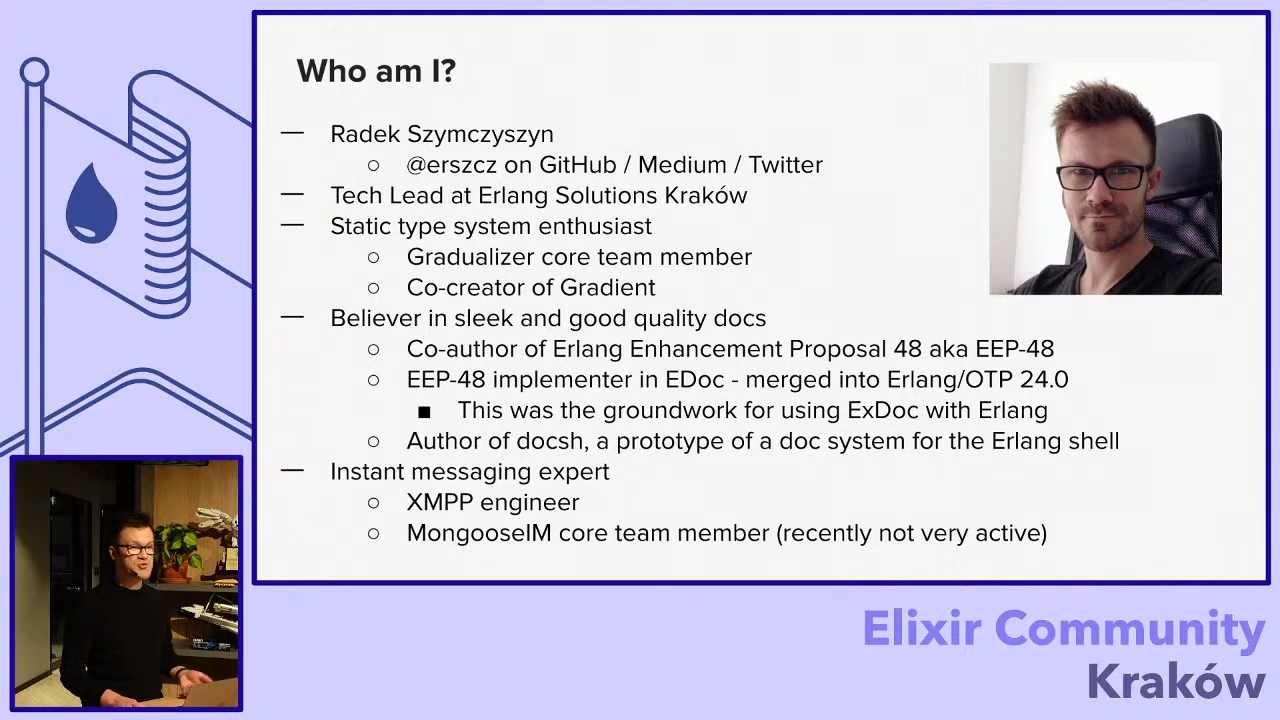 Who am I?
— Radek Szymczyszyn
○ @erszcz on GitHub / Medium / Twitter
— Tech Lead at Erlang Solutions Kraków
— Static type system enthusiast
○ Gradualizer core team member
○ Co-creator of Gradient
— Believer in sleek and good quality docs
○ Co-author of Erlang Enhancement Proposal 48 aka EEP-48
○ EEP-48 implementer in EDoc - merged into Erlang/OTP 24.0
■ This was the groundwork for using ExDoc with Erlang
○ Author of docsh, a prototype of a doc system for the Erlang shell
— Instant messaging expert
○ XMPP engineer
○ MongooseIM core team member (recently not very active)
Elixir Community
Kraków